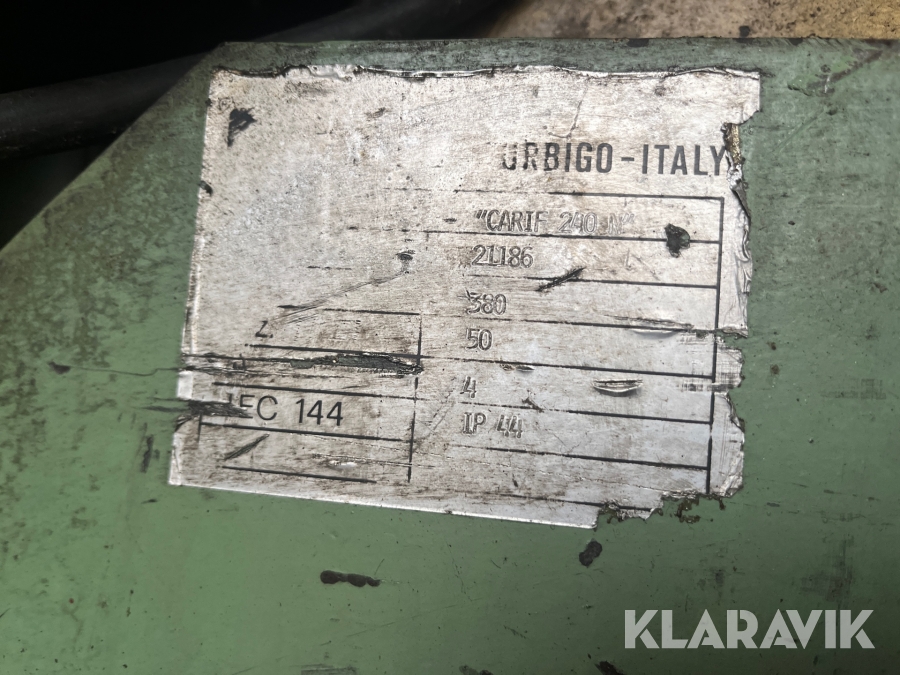 URBIGO-ITALY
"CARIF 240 N"
21186
380
Z 50
4
IEC 144 IP 44
KLARAVIK